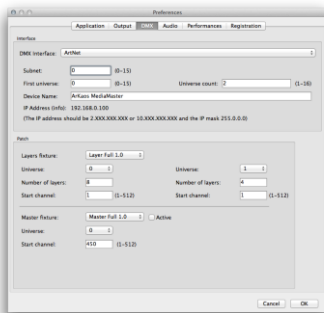 Preferences
Application Output DMX Audio Performances Registration
Interface
DMX Interface: ArtNet
Subnet: 0 (0-15)
First universe: 0 (0-15) Universe count: 2 (1-16)
Device Name: ArKaos MediaMaster
IP Address (info): 192.168.0.100
(The IP address should be 2.XXX.XXX.XXX or 10.XXX.XXX.XXX and the IP mask 255.0.0.0)
Patch
Layers fixture: Layer Full 1.0
Universe: 0 Universe: 1
Number of layers: 8 Number of layers: 4
Start channel: 1 (1-512) Start channel: 1 (1-512)
Master fixture: Master Full 1.0 Active
Universe: 0
Start channel: 450 (1-512)
Cancel OK